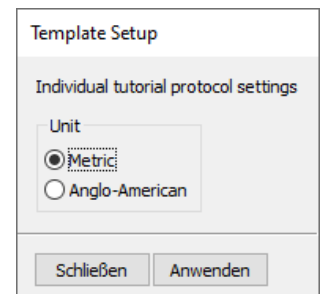 Template Setup
Individual tutorial protocol settings
Unit
Metric
Anglo-American
Schließen Anwenden